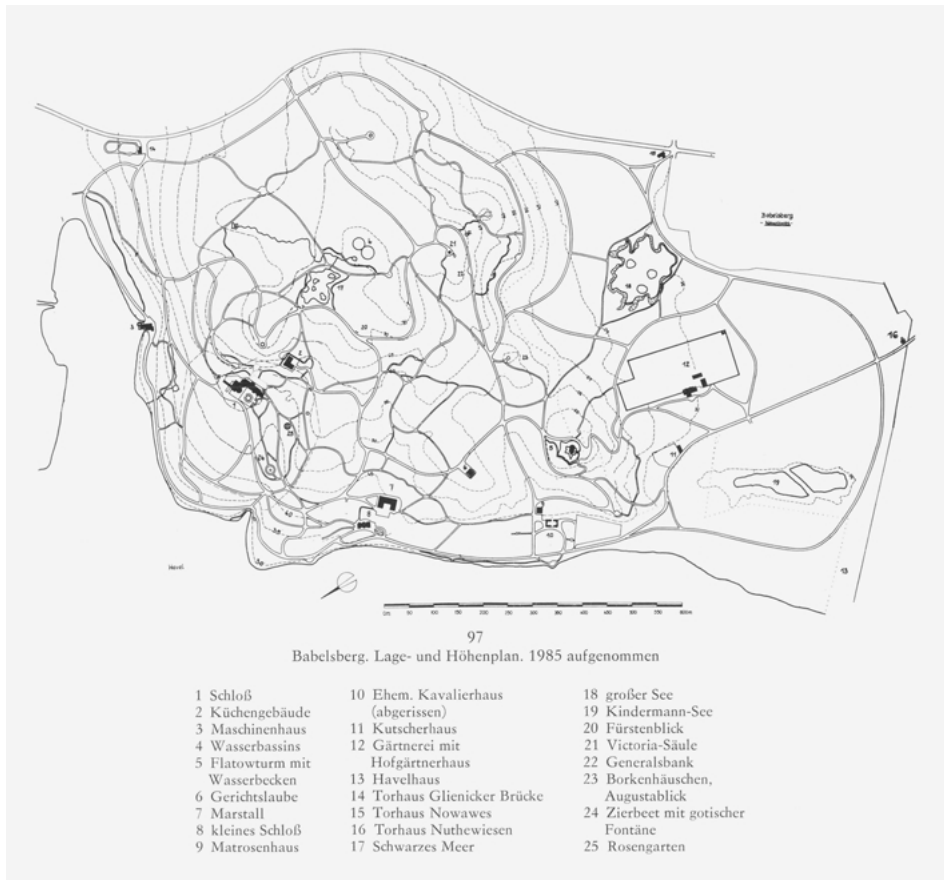 Havel
97
Babelsberg. Lage- und Höhenplan. 1985 aufgenommen
1 Schloß
2 Küchengebäude
3 Maschinenhaus
4 Wasserbassins
5 Flatowturm mit
Wasserbecken
6 Gerichtslaube
7 Marstall
8 kleines Schloß
9 Matrosenhaus
10 Ehem. Kavalierhaus
(abgerissen)
11 Kutscherhaus
12 Gärtnerei mit
Hofgärtnerhaus
13 Havelhaus
14 Torhaus Glienicker Brücke
15 Torhaus Nowawes
16 Torhaus Nuthewiesen
17 Schwarzes Meer
18 großer See
19 Kindermann-See
20 Fürstenblick
21 Victoria-Säule
22 Generalsbank
23 Borkenhäuschen,
Augustablick
24 Zierbeet mit gotischer
Fontäne
25 Rosengarten